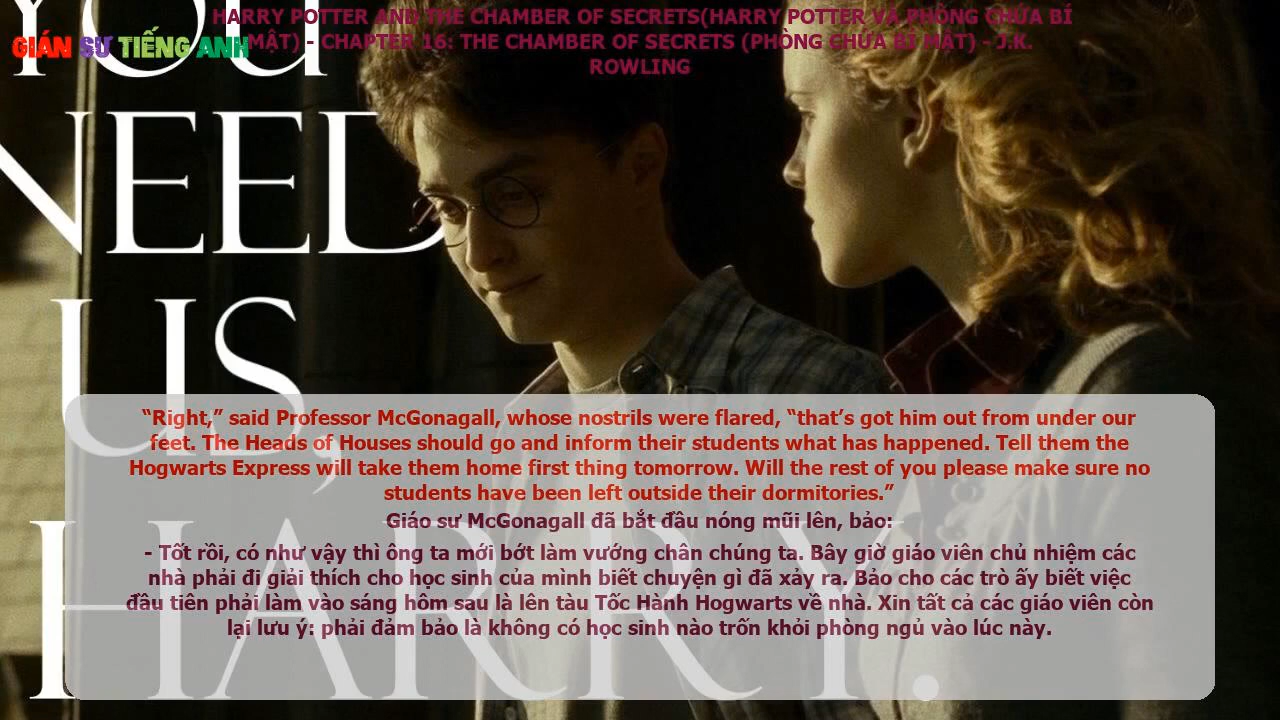 HARRY POTTER AND THE CHAMBER OF SECRETS(HARRY POTTER VÀ PHÒNG CHỨA BÍ
MẬT) - CHAPTER 16: THE CHAMBER OF SECRETS (PHÒNG CHỨA BÍ MẬT) - J.K.
ROWLING
GIÁN SƯ TIẾNG ANH
YOU
NEED
US,
HARRY.
“Right,” said Professor McGonagall, whose nostrils were flared, “that’s got him out from under our
feet. The Heads of Houses should go and inform their students what has happened. Tell them the
Hogwarts Express will take them home first thing tomorrow. Will the rest of you please make sure no
students have been left outside their dormitories.”
Giáo sư McGonagall đã bắt đầu nóng mũi lên, bảo:
- Tốt rồi, có như vậy thì ông ta mới bớt làm vướng chân chúng ta. Bây giờ giáo viên chủ nhiệm các
nhà phải đi giải thích cho học sinh của mình biết chuyện gì đã xảy ra. Bảo cho các trò ấy biết việc
đầu tiên phải làm vào sáng hôm sau là lên tàu Tốc Hành Hogwarts về nhà. Xin tất cả các giáo viên còn
lại lưu ý: phải đảm bảo là không có học sinh nào trốn khỏi phòng ngủ vào lúc này.